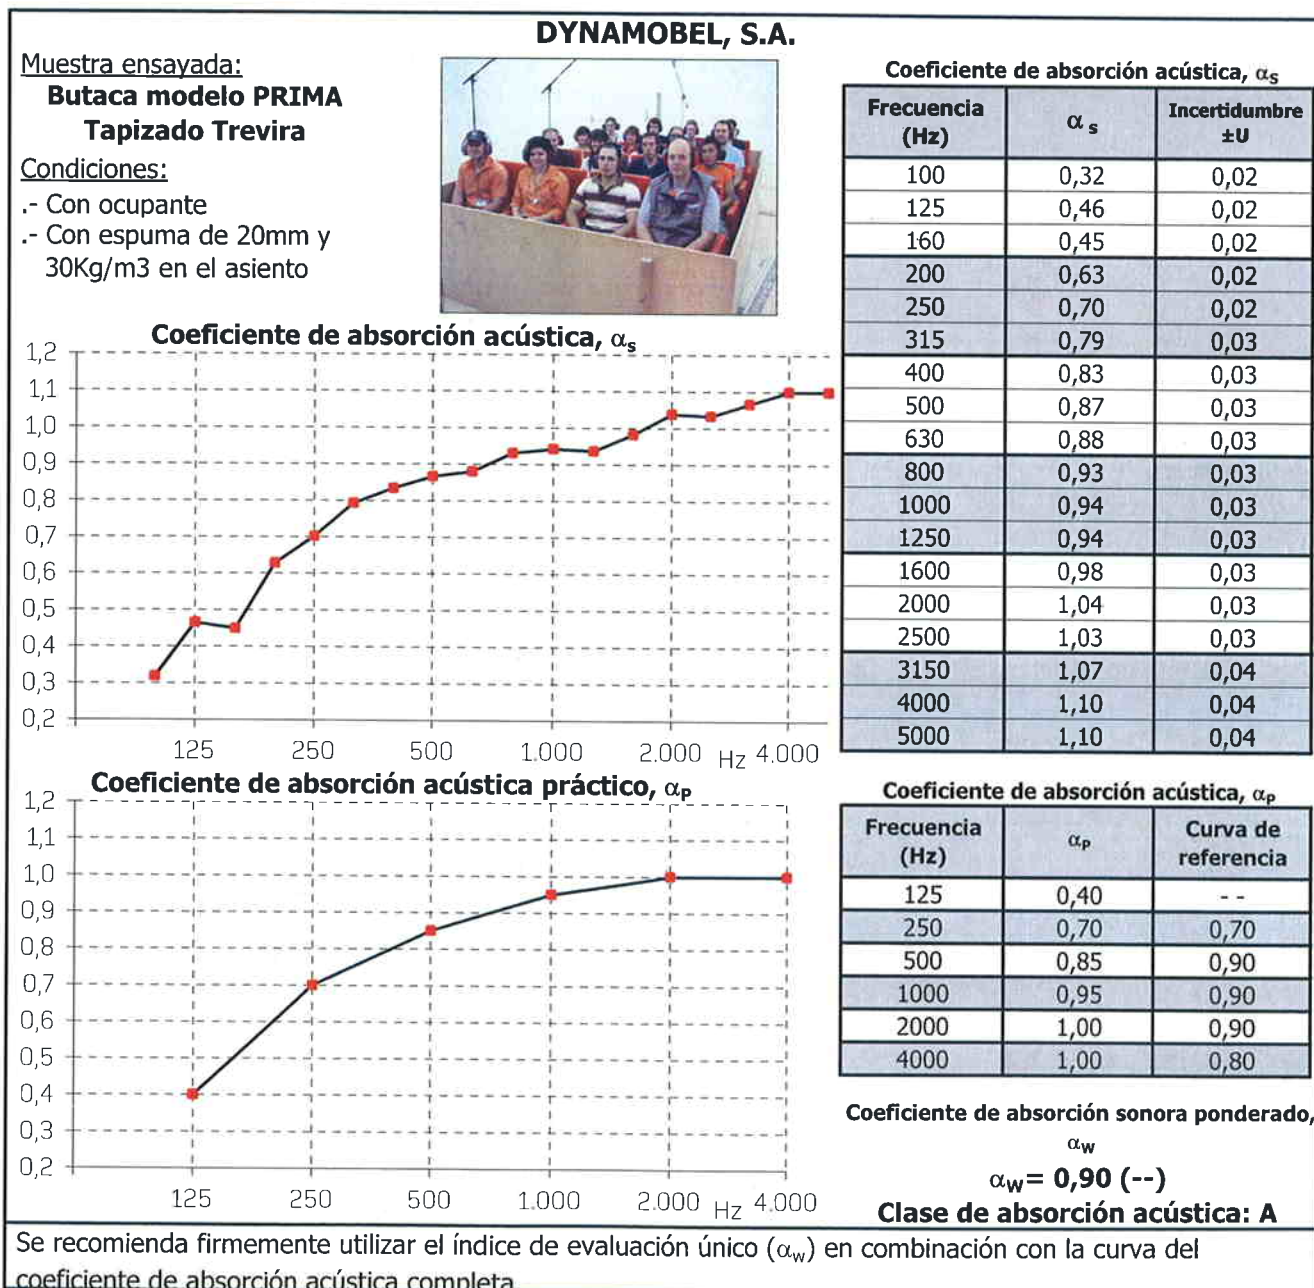 DYNAMOBEL, S.A.
Muestra ensayada:
Butaca modelo PRIMA
Tapizado Trevira
Condiciones:
.- Con ocupante
.- Con espuma de 20mm y
30Kg/m3 en el asiento
Coeficiente de absorción acústica, αs
Frecuencia (Hz) αs Incertidumbre ±U
100 0,32 0,02
125 0,46 0,02
160 0,45 0,02
200 0,63 0,02
250 0,70 0,02
315 0,79 0,03
400 0,83 0,03
500 0,87 0,03
630 0,88 0,03
800 0,93 0,03
1000 0,94 0,03
1250 0,94 0,03
1600 0,98 0,03
2000 1,04 0,03
2500 1,03 0,03
3150 1,07 0,04
4000 1,10 0,04
5000 1,10 0,04
Coeficiente de absorción acústica, αs
1,2
1,1
1,0
0,9
0,8
0,7
0,6
0,5
0,4
0,3
0,2
125 250 500 1.000 2.000 Hz 4.000
Coeficiente de absorción acústica práctico, αP
1,2
1,1
1,0
0,9
0,8
0,7
0,6
0,5
0,4
0,3
0,2
125 250 500 1.000 2.000 Hz 4.000
Coeficiente de absorción acústica, αP
Frecuencia (Hz) αP Curva de referencia
125 0,40 - -
250 0,70 0,70
500 0,85 0,90
1000 0,95 0,90
2000 1,00 0,90
4000 1,00 0,80
Coeficiente de absorción sonora ponderado,
αW
αW= 0,90 (--)
Clase de absorción acústica: A
Se recomienda firmemente utilizar el índice de evaluación único (αw) en combinación con la curva del
coeficiente de absorción acústica completa